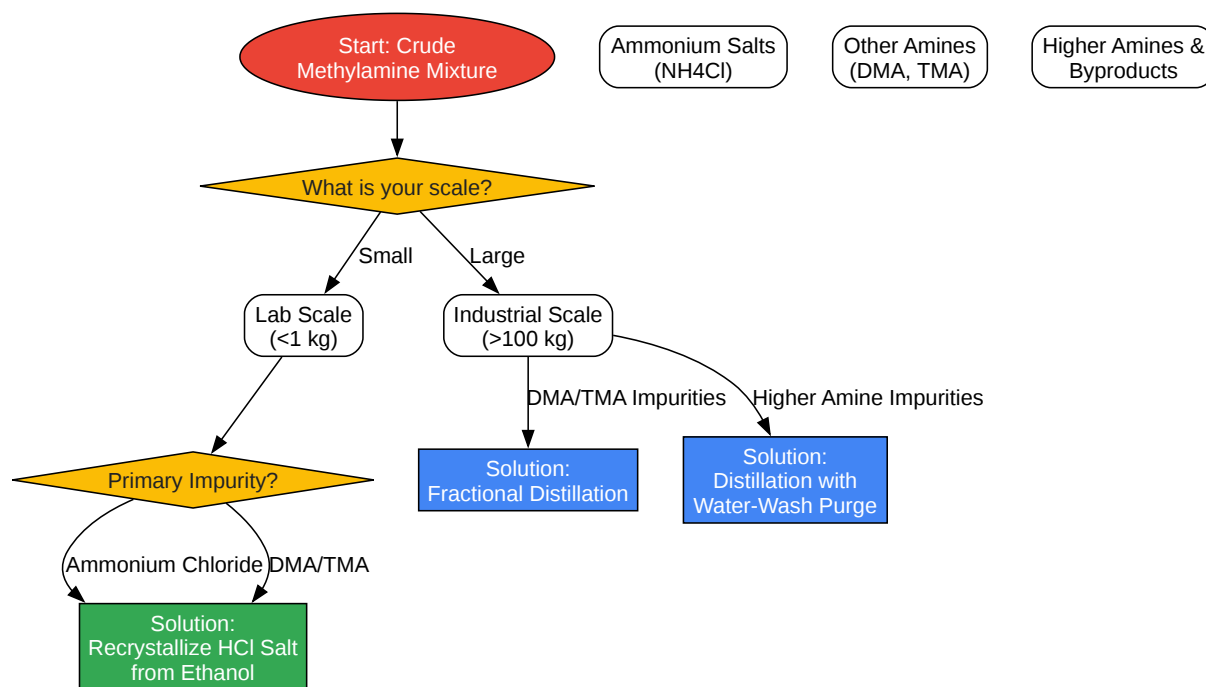 Start: Crude
Methylamine Mixture
Ammonium Salts
(NH4Cl)
Other Amines
(DMA, TMA)
Higher Amines &
Byproducts
What is your scale?
Small
Large
Lab Scale
(<1 kg)
Industrial Scale
(>100 kg)
DMA/TMA Impurities
Higher Amine Impurities
Primary Impurity?
Solution:
Fractional Distillation
Solution:
Distillation with
Water-Wash Purge
Ammonium Chloride
DMA/TMA
Solution:
Recrystallize HCl Salt
from Ethanol